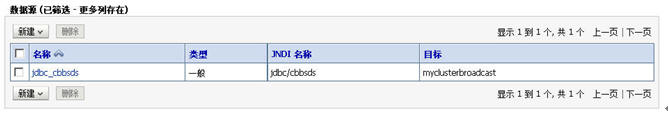 数据源 (已筛选 - 更多列存在)
新建 删除 显示 1 到 1 个, 共 1 个 上一页 | 下一页
名称 类型 JNDI 名称 目标
jdbc_cbbsds 一般 jdbc/cbbsds myclusterbroadcast
新建 删除 显示 1 到 1 个, 共 1 个 上一页 | 下一页